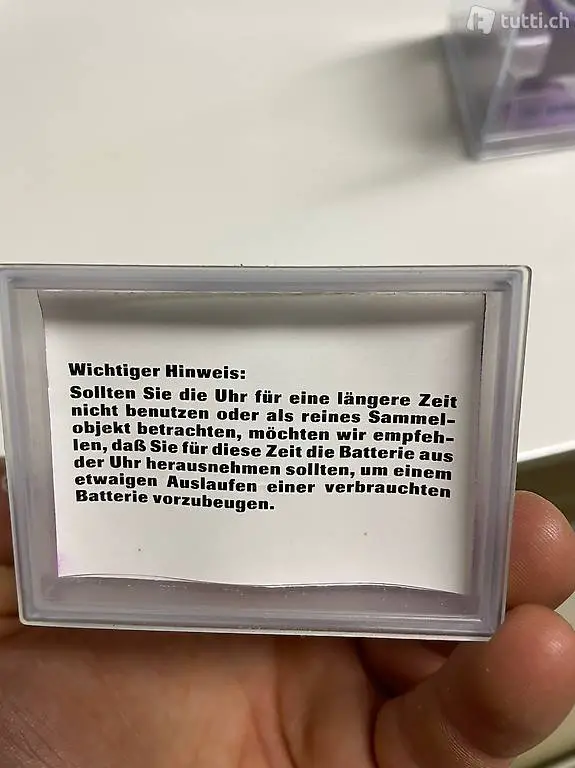 tutti.ch
Wichtiger Hinweis:
Sollten Sie die Uhr für eine längere Zeit
nicht benutzen oder als reines Sammel-
objekt betrachten, möchten wir empfeh-
len, daß Sie für diese Zeit die Batterie aus
der Uhr herausnehmen sollten, um einem
etwaigen Auslaufen einer verbrauchten
Batterie vorzubeugen.